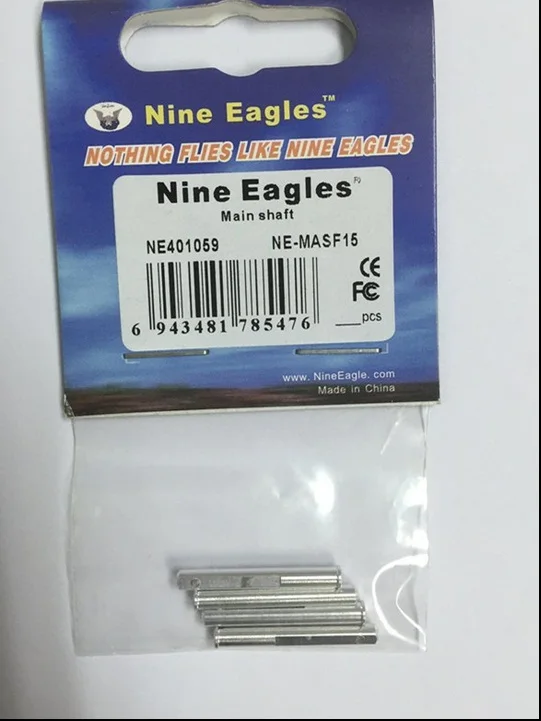 Nine Eagles™
NOTHING FLIES LIKE NINE EAGLES
Nine Eagles
Main shaft
NE401059 NE-MASF15
CE
FC
6 943481 785476 ___pcs
www. NineEagle. com
Made in China